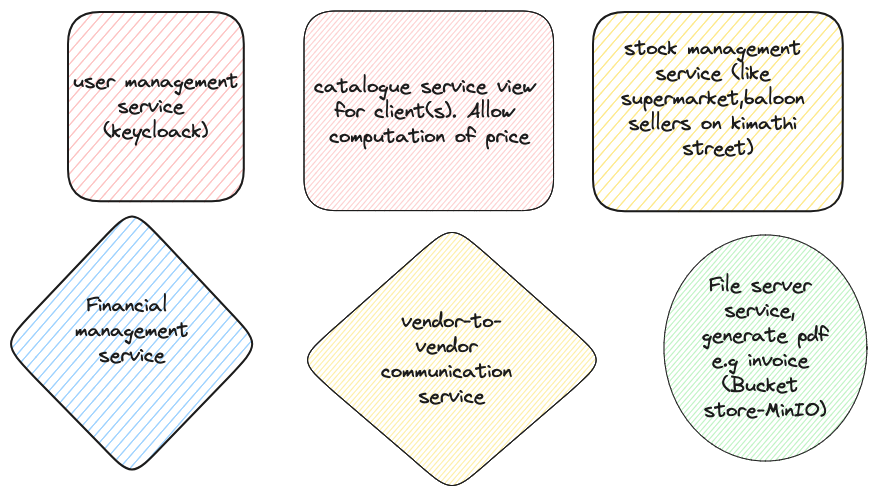 user management
service
(keycloack)
catalogue service view
for client(s). Allow
computation of price
stock management
service (like
supermarket,baloon
sellers on kimathi
street)
Financial
management
service
vendor-to-
vendor
communication
service
File server
service,
generate pdf
e.g invoice
(Bucket
store-MinIO)